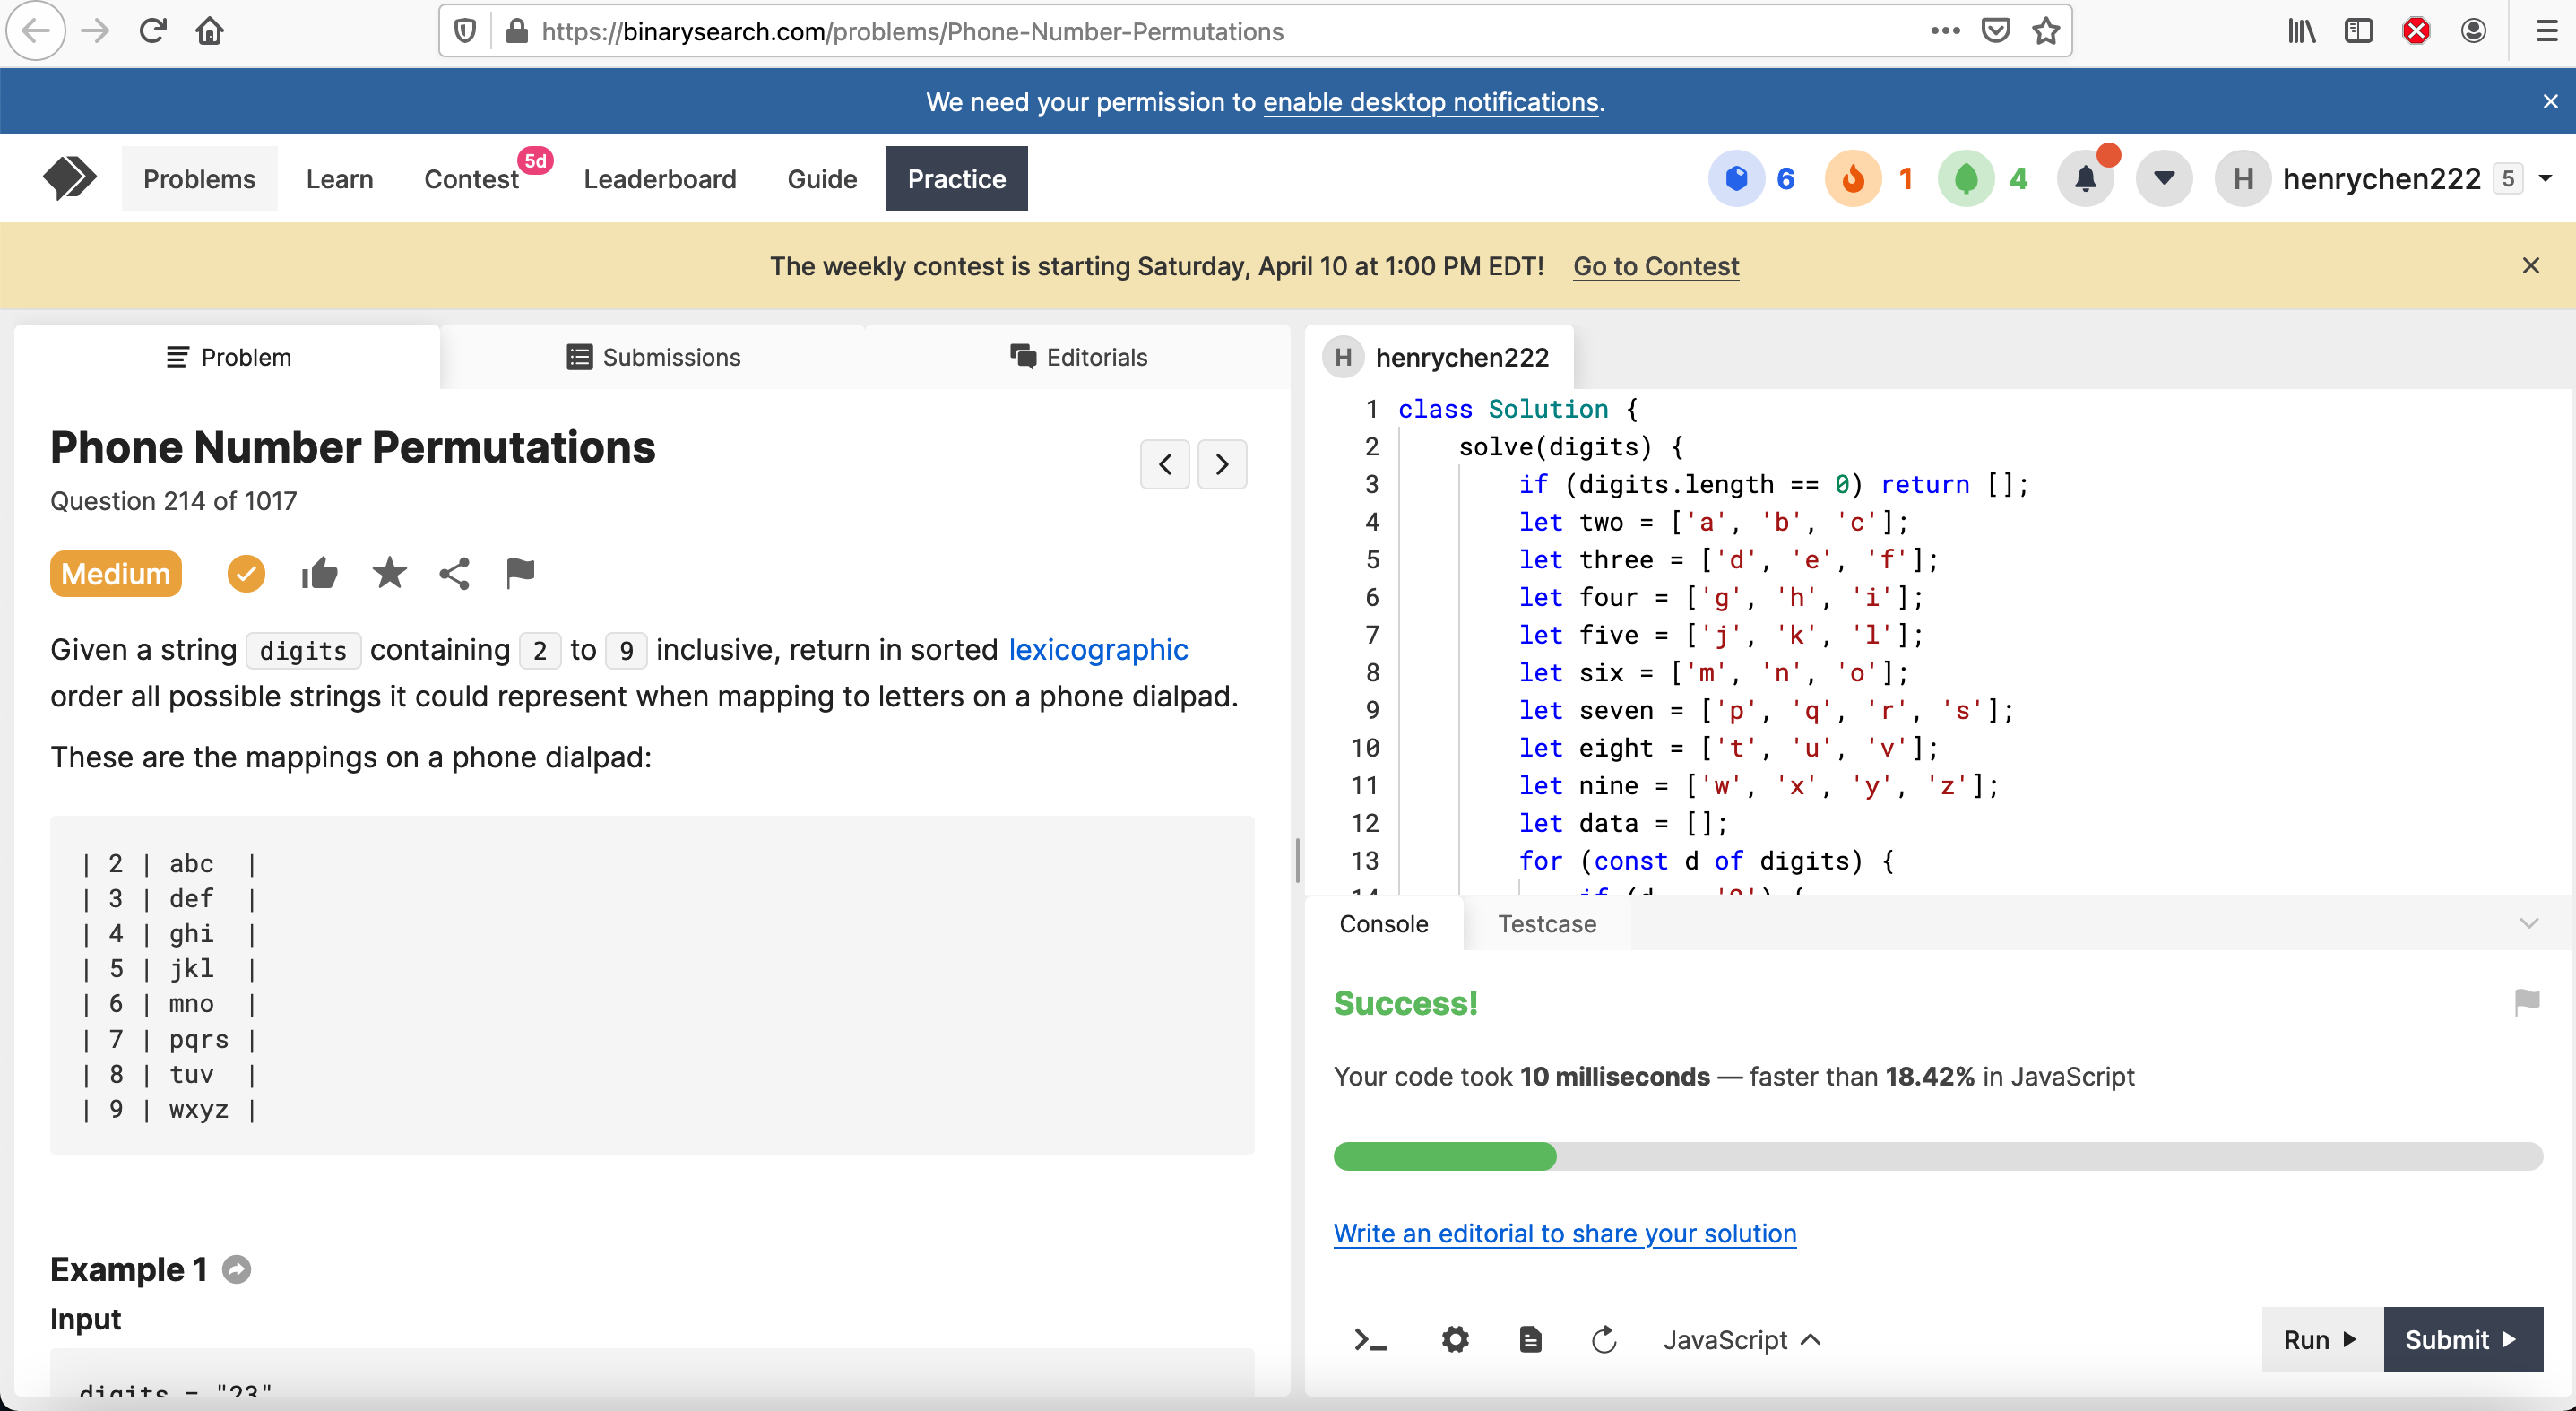 https://binarysearch.com/problems/Phone-Number-Permutations
We need your permission to enable desktop notifications.
Problems Learn Contest 5d Leaderboard Guide Practice 6 1 4 H henrychen222 5
The weekly contest is starting Saturday, April 10 at 1:00 PM EDT! Go to Contest
Problem Submissions Editorials
Phone Number Permutations
Question 214 of 1017
Medium
Given a string digits containing 2 to 9 inclusive, return in sorted lexicographic
order all possible strings it could represent when mapping to letters on a phone dialpad.
These are the mappings on a phone dialpad:
| 2 | abc |
| 3 | def |
| 4 | ghi |
| 5 | jkl |
| 6 | mno |
| 7 | pqrs |
| 8 | tuv |
| 9 | wxyz |
Example 1
Input
digits = "23"
H henrychen222
1 class Solution {
2 solve(digits) {
3 if (digits.length == 0) return [];
4 let two = ['a', 'b', 'c'];
5 let three = ['d', 'e', 'f'];
6 let four = ['g', 'h', 'i'];
7 let five = ['j', 'k', 'l'];
8 let six = ['m', 'n', 'o'];
9 let seven = ['p', 'q', 'r', 's'];
10 let eight = ['t', 'u', 'v'];
11 let nine = ['w', 'x', 'y', 'z'];
12 let data = [];
13 for (const d of digits) {
Console Testcase
Success!
Your code took 10 milliseconds — faster than 18.42% in JavaScript
Write an editorial to share your solution
JavaScript Run Submit